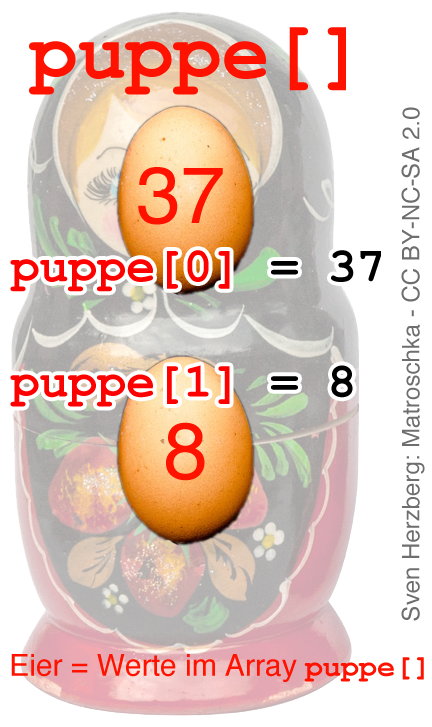 puppe[]
37
puppe[0] = 37
puppe[1] = 8
8
Eier = Werte im Array puppe[]
Sven Herzberg: Matroschka - CC BY-NC-SA 2.0